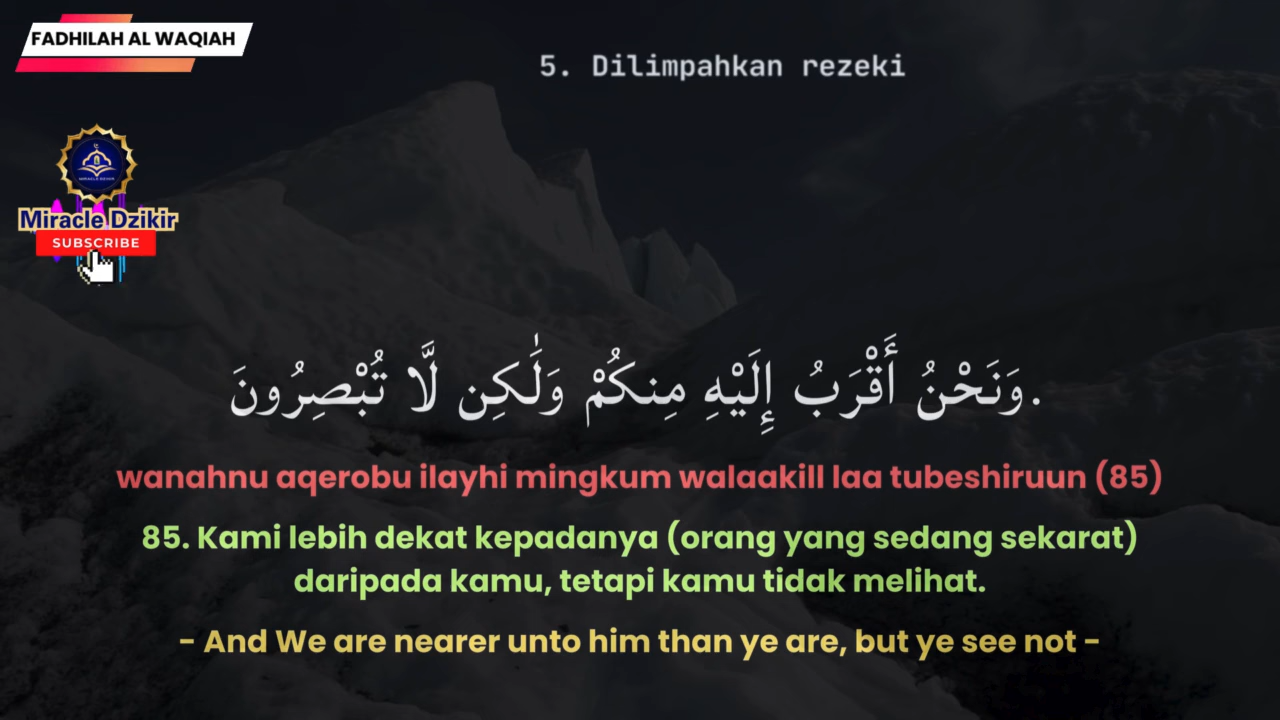 FADHILAH AL WAQIAH
5. Dilimpahkan rezeki
Miracle Dzikir
SUBSCRIBE
وَنَحْنُ أَقْرَبُ إِلَيْهِ مِنكُمْ وَلَٰكِن لَّا تُبْصِرُونَ.
wanahnu aqerobu ilayhi mingkum walaakill laa tubeshiruun (85)
85. Kami lebih dekat kepadanya (orang yang sedang sekarat)
daripada kamu, tetapi kamu tidak melihat.
- And We are nearer unto him than ye are, but ye see not -